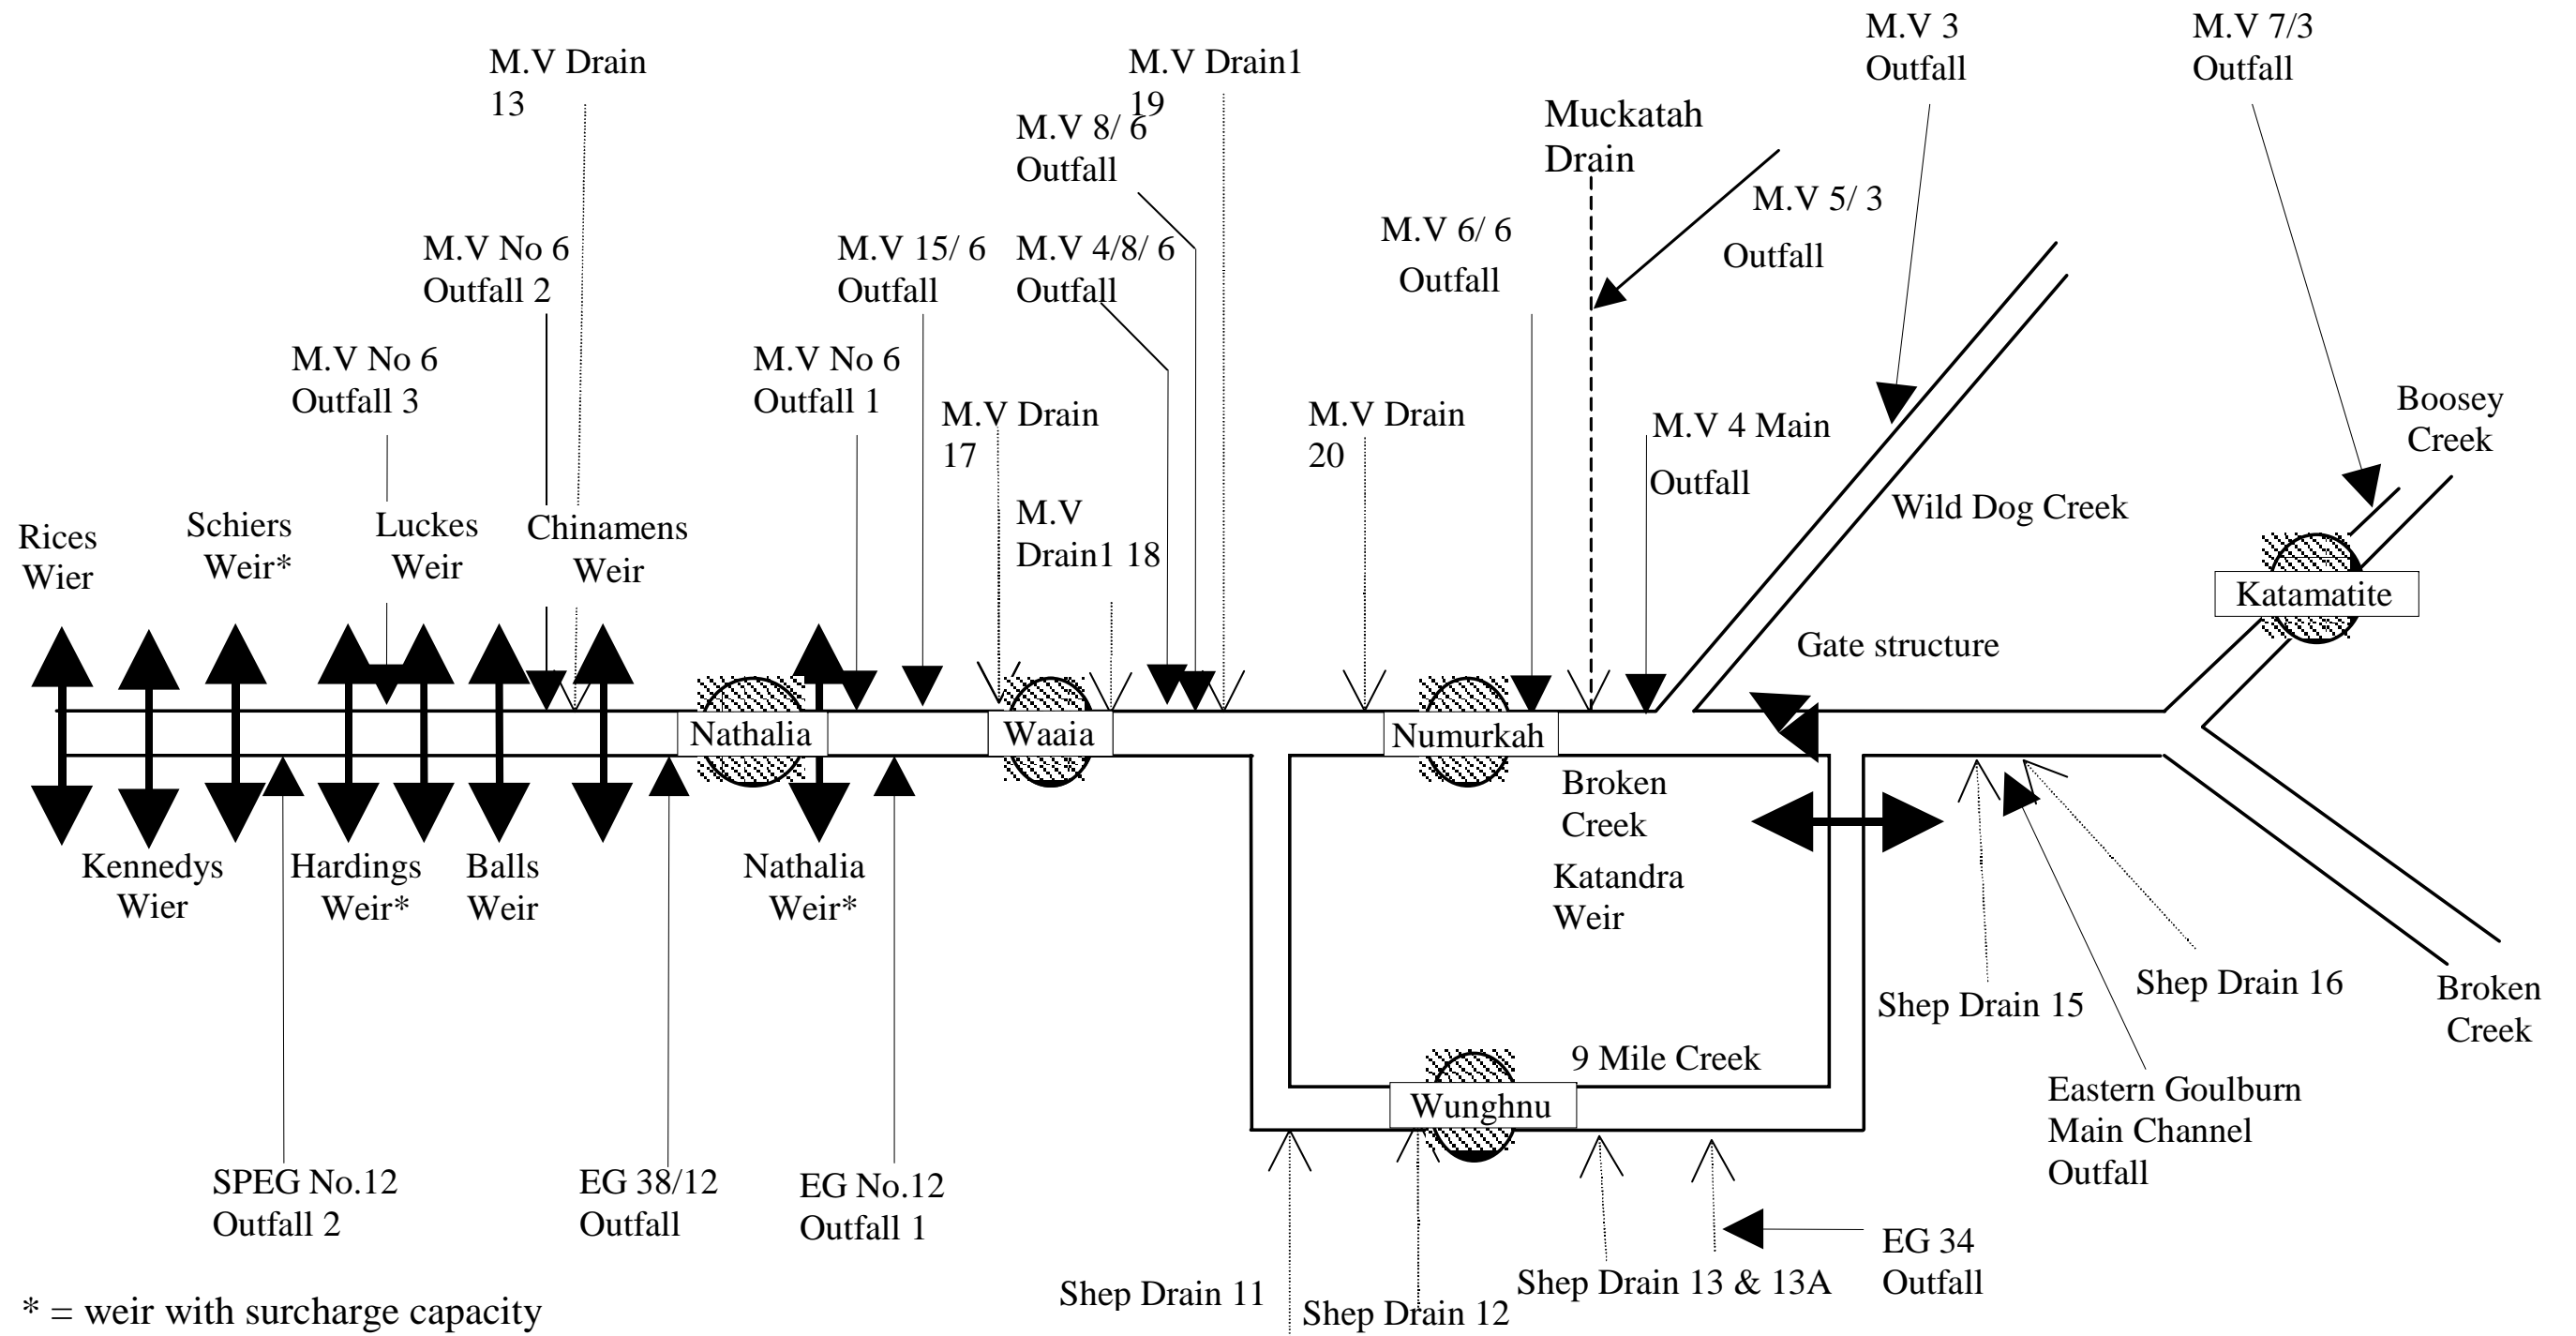 M.V 3
Outfall
M.V 7/3
Outfall
M.V Drain
13
M.V Drain1
19
M.V 8/ 6
Outfall
Muckatah
Drain
M.V 5/ 3
Outfall
M.V No 6
Outfall 2
M.V 15/ 6
Outfall
M.V 4/8/ 6
Outfall
M.V 6/ 6
Outfall
M.V No 6
Outfall 3
M.V No 6
Outfall 1
M.V Drain
17
M.V Drain
20
M.V 4 Main
Outfall
Boosey
Creek
M.V
Drain1 18
Wild Dog Creek
Rices
Wier
Schiers
Weir*
Luckes
Weir
Chinamens
Weir
Katamatite
Gate structure
Nathalia
Waaia
Numurkah
Broken
Creek
Kennedys
Wier
Hardings
Weir*
Balls
Weir
Nathalia
Weir*
Katandra
Weir
Shep Drain 15
Shep Drain 16
Broken
Creek
9 Mile Creek
Wunghnu
Eastern Goulburn
Main Channel
Outfall
SPEG No.12
Outfall 2
EG 38/12
Outfall
EG No.12
Outfall 1
Shep Drain 11
Shep Drain 12
Shep Drain 13 & 13A
EG 34
Outfall
* = weir with surcharge capacity